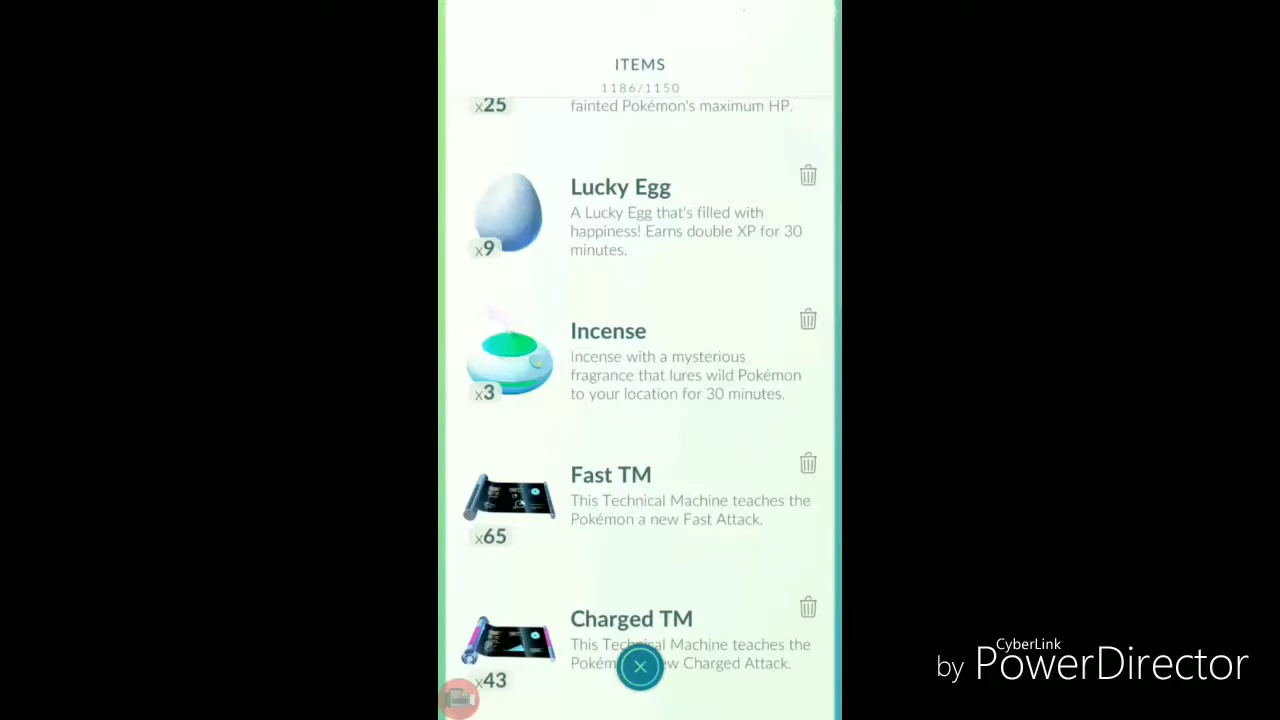 ITEMS
1186/1150
x25
fainted Pokémon's maximum HP.
Lucky Egg
A Lucky Egg that's filled with
happiness! Earns double XP for 30
minutes.
x9
Incense
Incense with a mysterious
fragrance that lures wild Pokémon
to your location for 30 minutes.
x3
Fast TM
This Technical Machine teaches the
Pokémon a new Fast Attack.
x65
Charged TM
This Technical Machine teaches the
Pokém ew Charged Attack.
x43
CyberLink
by PowerDirector